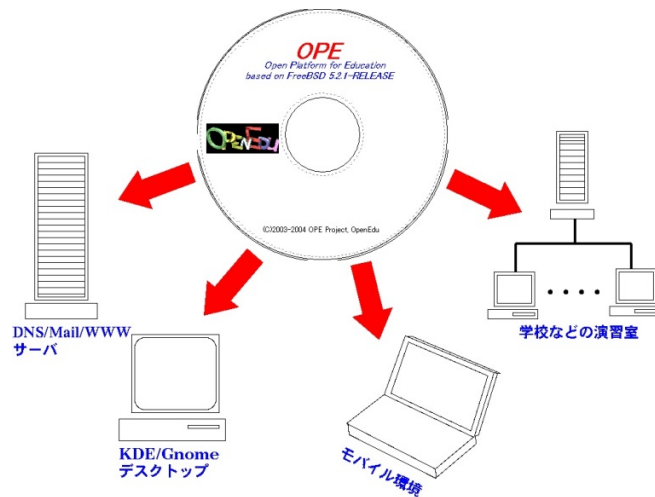 OPE
Open Platform for Education
based on FreeBSD 5.2.1-RELEASE
OPENEDU
(C)2003-2004 OPE Project, OpenEdu
DNS/Mail/WWW
サーバ
KDE/Gnome
デスクトップ
モバイル環境
学校などの演習室